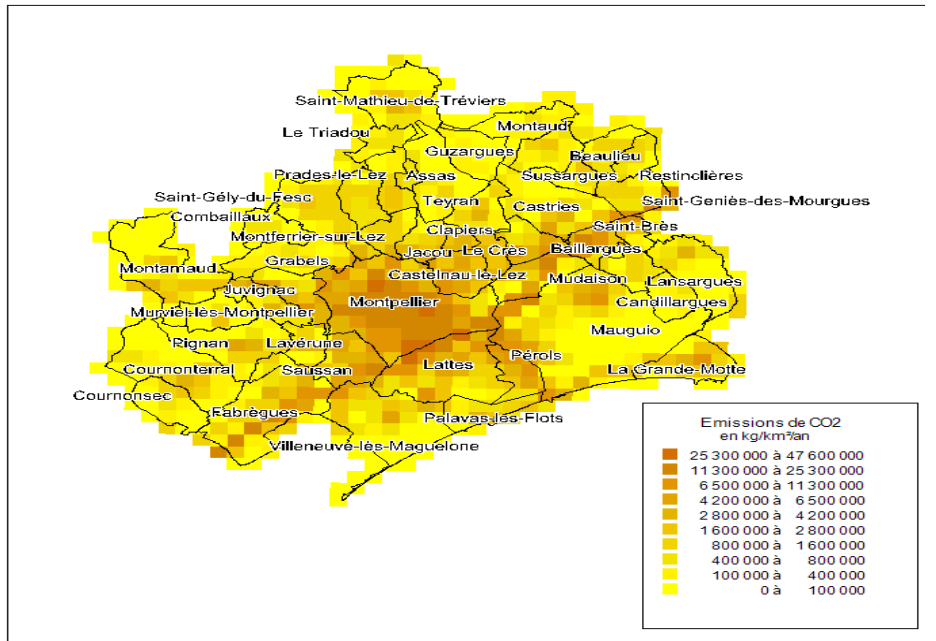 Saint-Mathieu-de-Tréviers
Le Triadou
Montaud
Guzargues
Beaulieu
Prades-le-Lez
Assas
Sussargues
Restinclières
Saint-Gély-du-Fesc
Teyran
Castries
Saint-Geniès-des-Mourgues
Combaillaux
Clapiers
Saint-Brès
Montferrier-sur-Lez
Jacou
Le Crès
Baillargues
Grabels
Montarnaud
Castelnau-le-Lez
Mudaison
Lansargues
Juvignac
Montpellier
Candillargues
Murviel-lès-Montpellier
Mauguio
Pignan
Lavérune
Pérols
Cournonterral
Saussan
Lattes
La Grande-Motte
Cournonsec
Fabrègues
Palavas-les-Flots
Villeneuve-lès-Maguelone
Emissions de CO2
en kg/km²/an
25 300 000 à 47 600 000
11 300 000 à 25 300 000
6 500 000 à 11 300 000
4 200 000 à 6 500 000
2 800 000 à 4 200 000
1 600 000 à 2 800 000
800 000 à 1 600 000
400 000 à 800 000
100 000 à 400 000
0 à 100 000